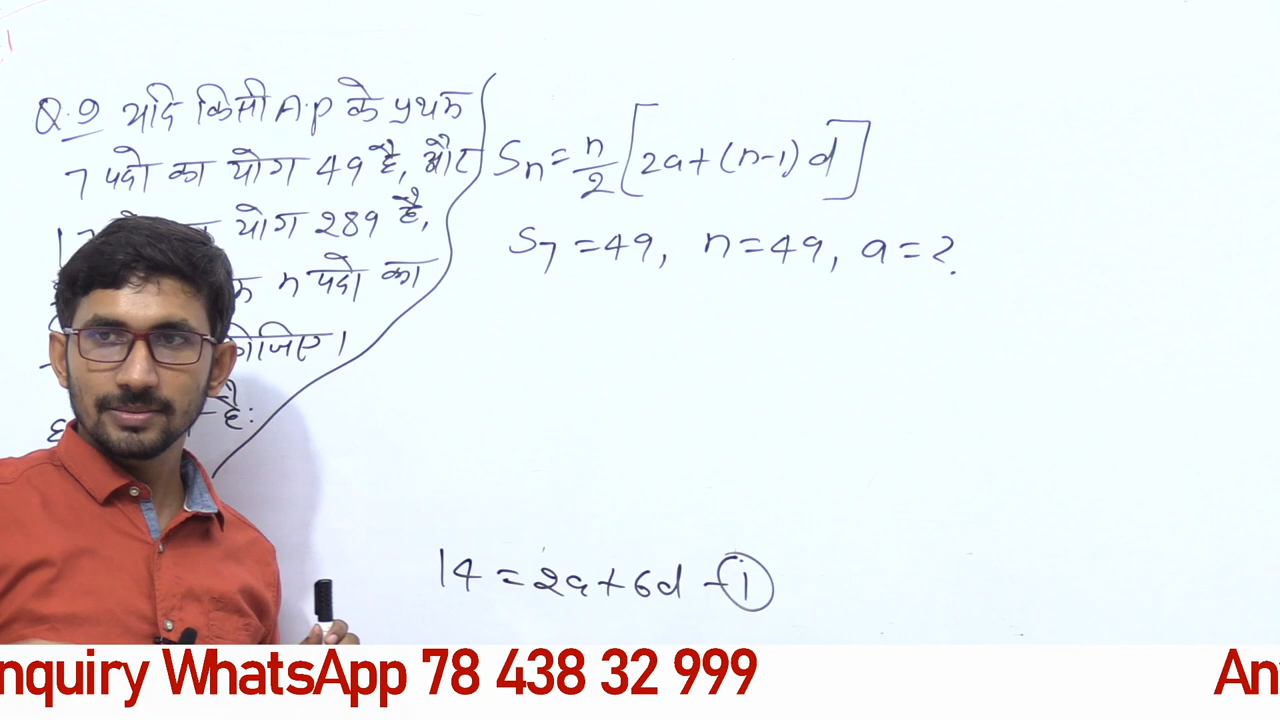 Q.9 यदि किसी A.P के प्रथम
7 पदो का योग 49 है, और
योग 289 है,
n पदो का
है:
Sn = n/2 [2a + (n-1) d]
S7 = 49, n = 49, a = ?
14 = 2a + 6d - ①
nquiry WhatsApp 78 438 32 999
An